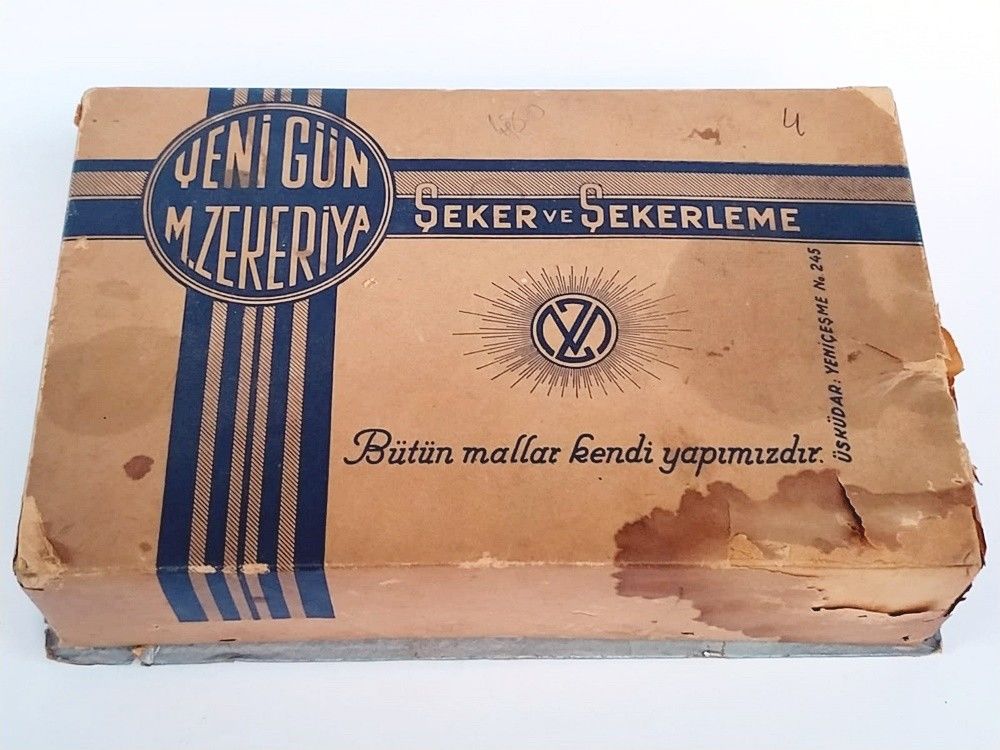 YENİ GÜN
M.ZEKERİYA
ŞEKER VE ŞEKERLEME
Bütün mallar kendi yapımızdır.
ÜSKÜDAR: YENİÇEŞME No 245
4